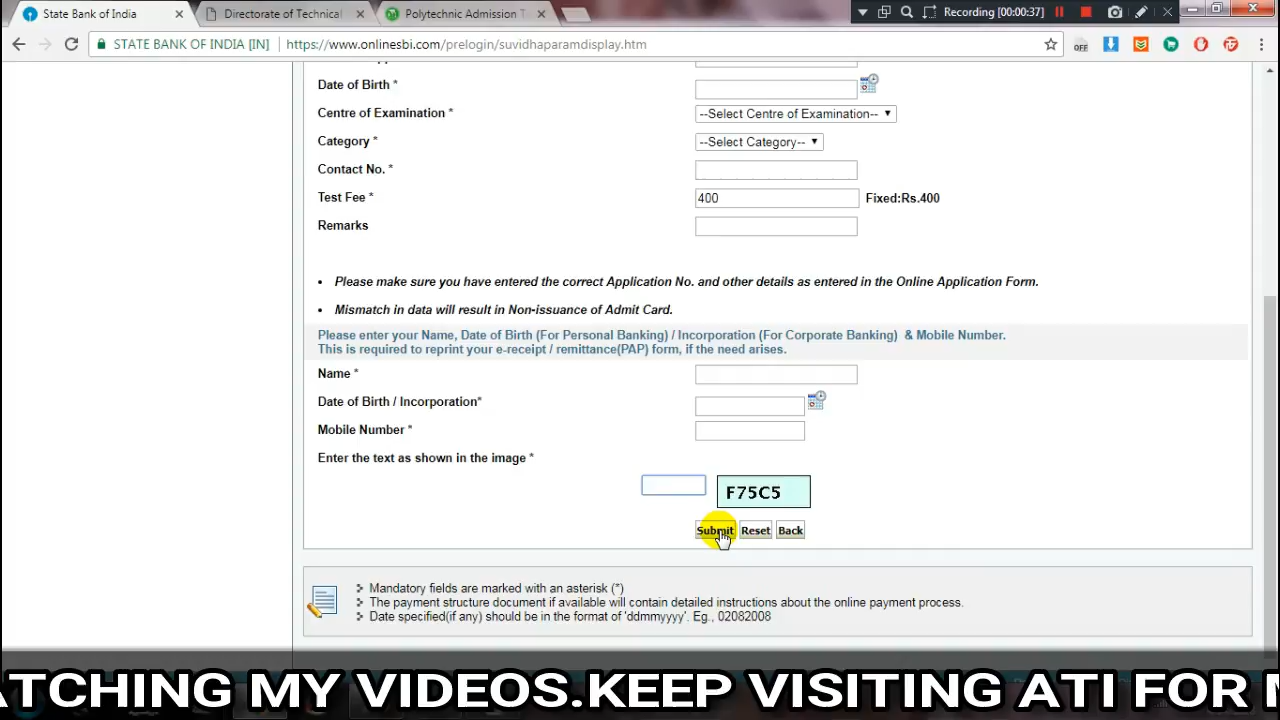 State Bank of India
Directorate of Technical
Polytechnic Admission T
Recording [00:00:37]
STATE BANK OF INDIA [IN]
https://www.onlinesbi.com/prelogin/suvidhaparamdisplay.htm
OFF
Date of Birth *
Centre of Examination *
--Select Centre of Examination--
Category *
--Select Category--
Contact No. *
Test Fee *
400
Fixed:Rs.400
Remarks
Please make sure you have entered the correct Application No. and other details as entered in the Online Application Form.
Mismatch in data will result in Non-issuance of Admit Card.
Please enter your Name, Date of Birth (For Personal Banking) / Incorporation (For Corporate Banking) & Mobile Number.
This is required to reprint your e-receipt / remittance(PAP) form, if the need arises.
Name *
Date of Birth / Incorporation*
Mobile Number *
Enter the text as shown in the image *
F75C5
Submit Reset Back
Mandatory fields are marked with an asterisk (*)
The payment structure document if available will contain detailed instructions about the online payment process.
Date specified(if any) should be in the format of 'ddmmyyyy'. Eg., 02082008
ATCHING MY VIDEOS.KEEP VISITING ATI FOR M